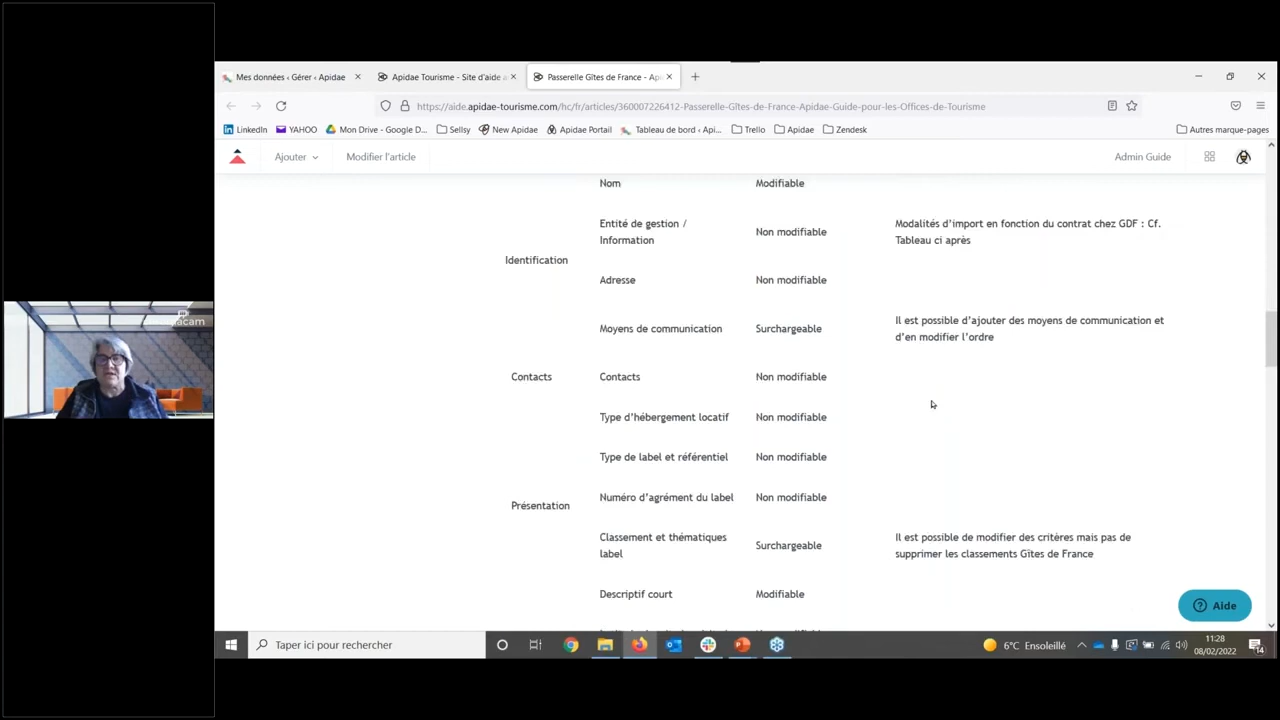 Mes données ‹ Gérer ‹ Apidae
Apidae Tourisme - Site d'aide a
Passerelle Gîtes de France - Api
https://aide.apidae-tourisme.com/hc/fr/articles/360007226412-Passerelle-Gîtes-de-France-Apidae-Guide-pour-les-Offices-de-Tourisme
LinkedIn YAHOO Mon Drive - Google D... Sellsy New Apidae Apidae Portail Tableau de bord ‹ Api... Trello Apidae Zendesk Autres marque-pages
Ajouter Modifier l'article Admin Guide
Nom Modifiable
Entité de gestion /
Information
Non modifiable
Modalités d'import en fonction du contrat chez GDF : Cf.
Tableau ci après
Identification
Adresse Non modifiable
Moyens de communication Surchargeable
Il est possible d'ajouter des moyens de communication et
d'en modifier l'ordre
Contacts Contacts Non modifiable
Type d'hébergement locatif Non modifiable
Type de label et référentiel Non modifiable
Numéro d'agrément du label Non modifiable
Présentation
Classement et thématiques
label
Surchargeable
Il est possible de modifier des critères mais pas de
supprimer les classements Gîtes de France
Descriptif court Modifiable
Aide
Taper ici pour rechercher
6°C Ensoleillé
11:28
08/02/2022
14